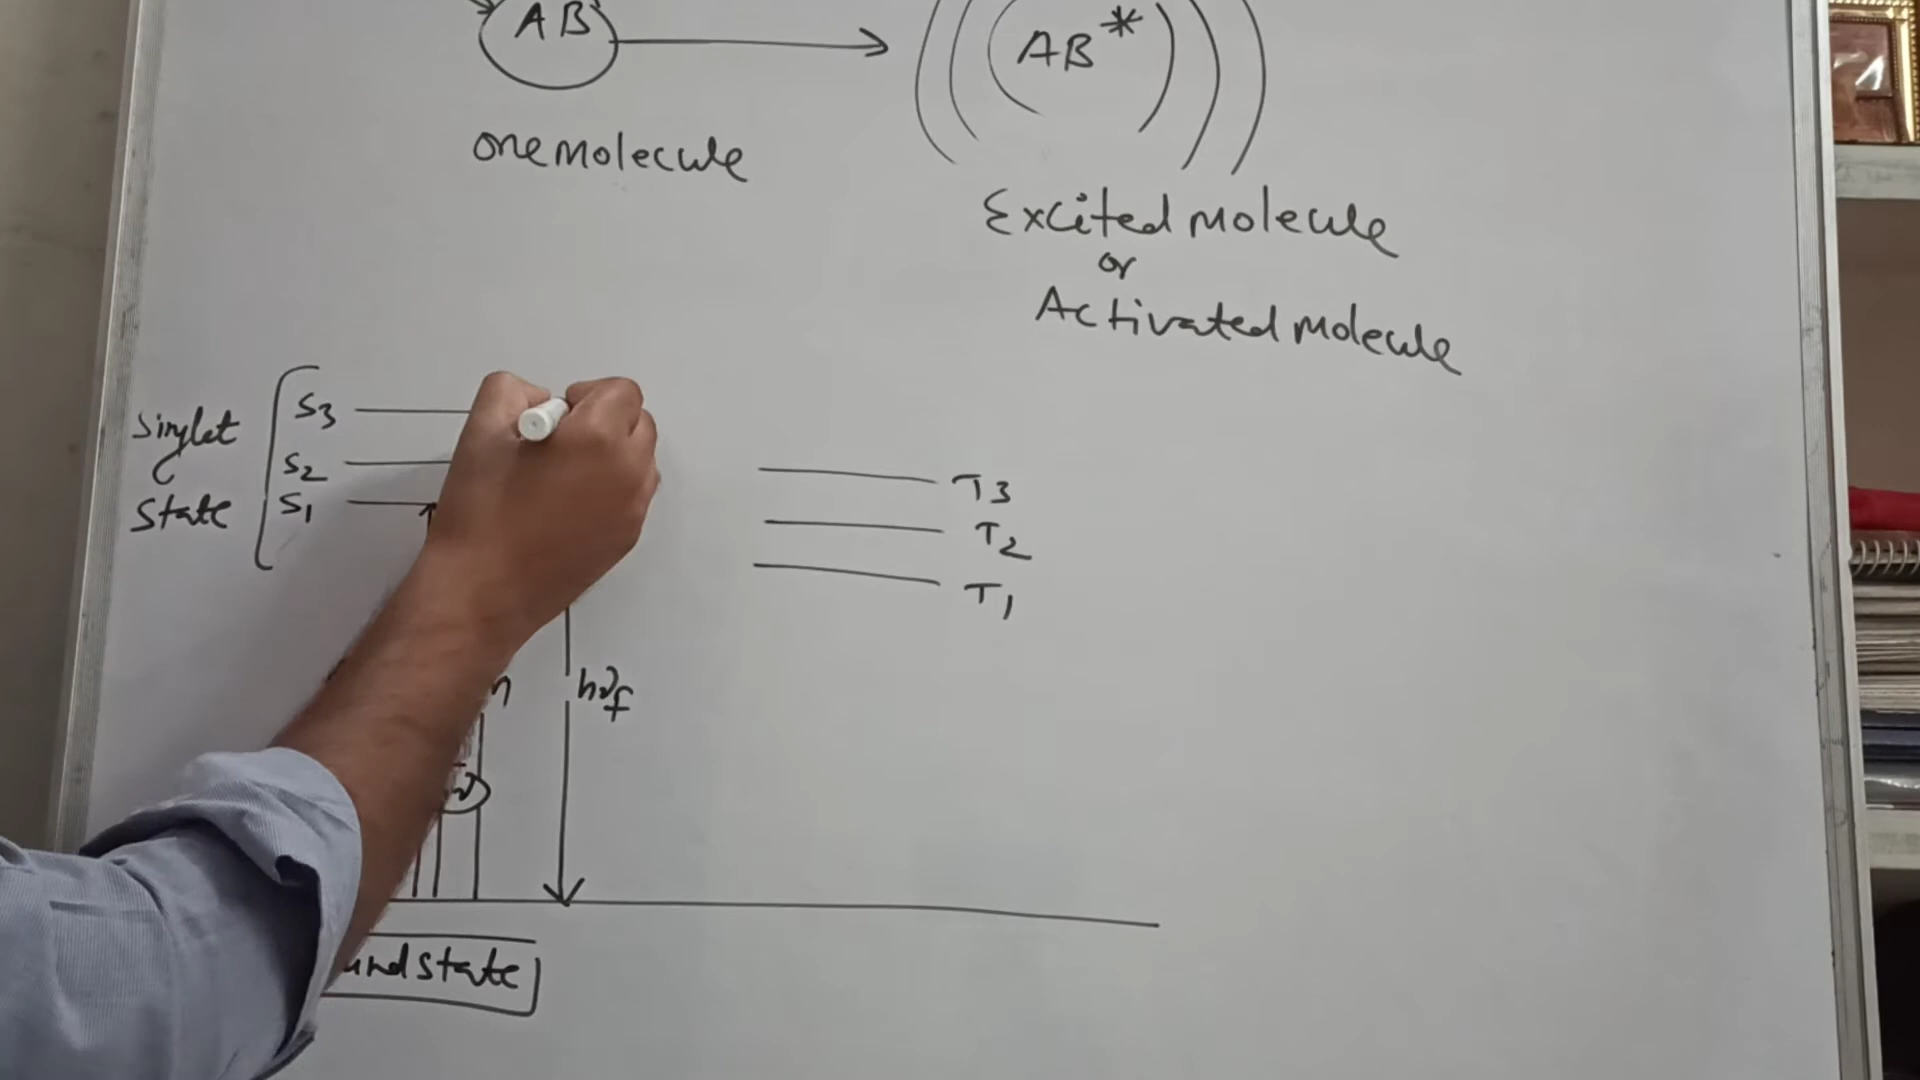 AB
AB*
one molecule
Excited molecule
or
Activated molecule
Singlet
State
S3
S2
S1
T3
T2
T1
hνf
State